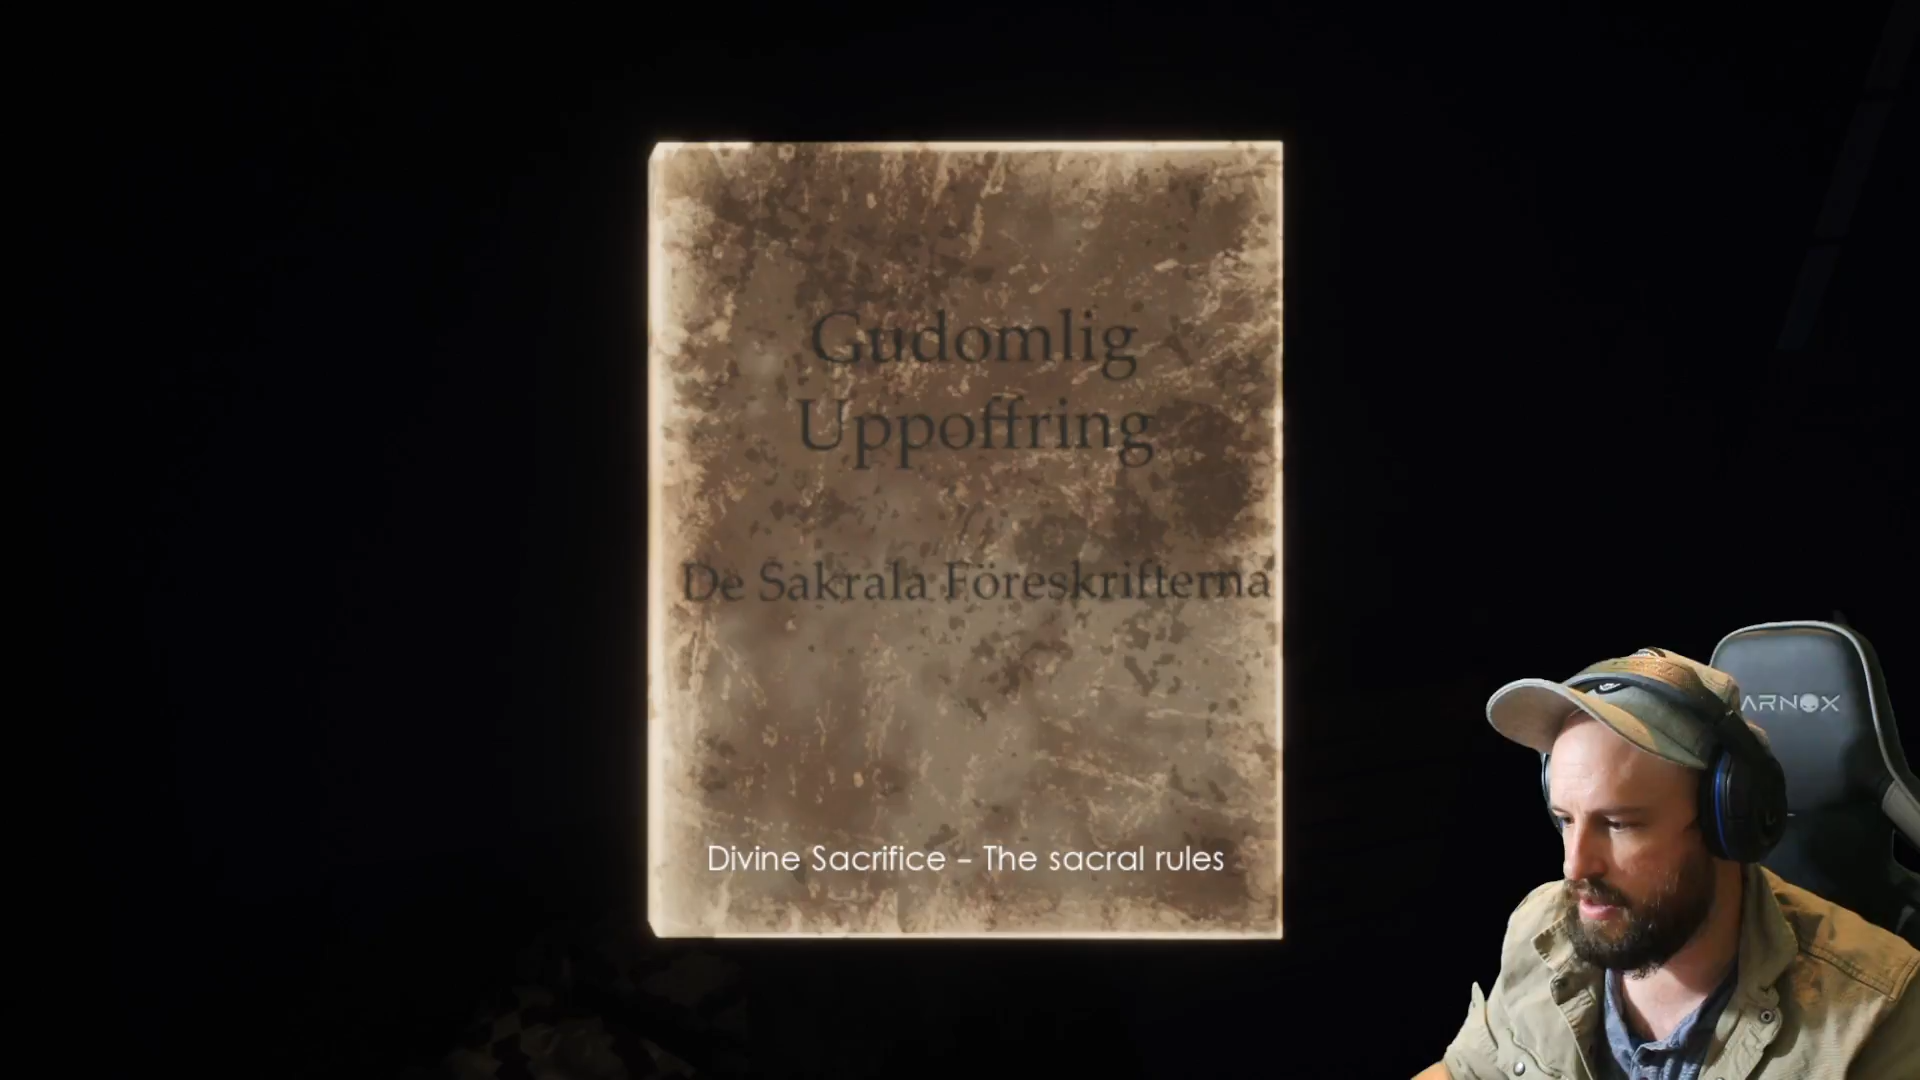 Gudomlig
Uppoffring
De Sakrala Föreskrifterna
Divine Sacrifice – The sacral rules
ARNOX